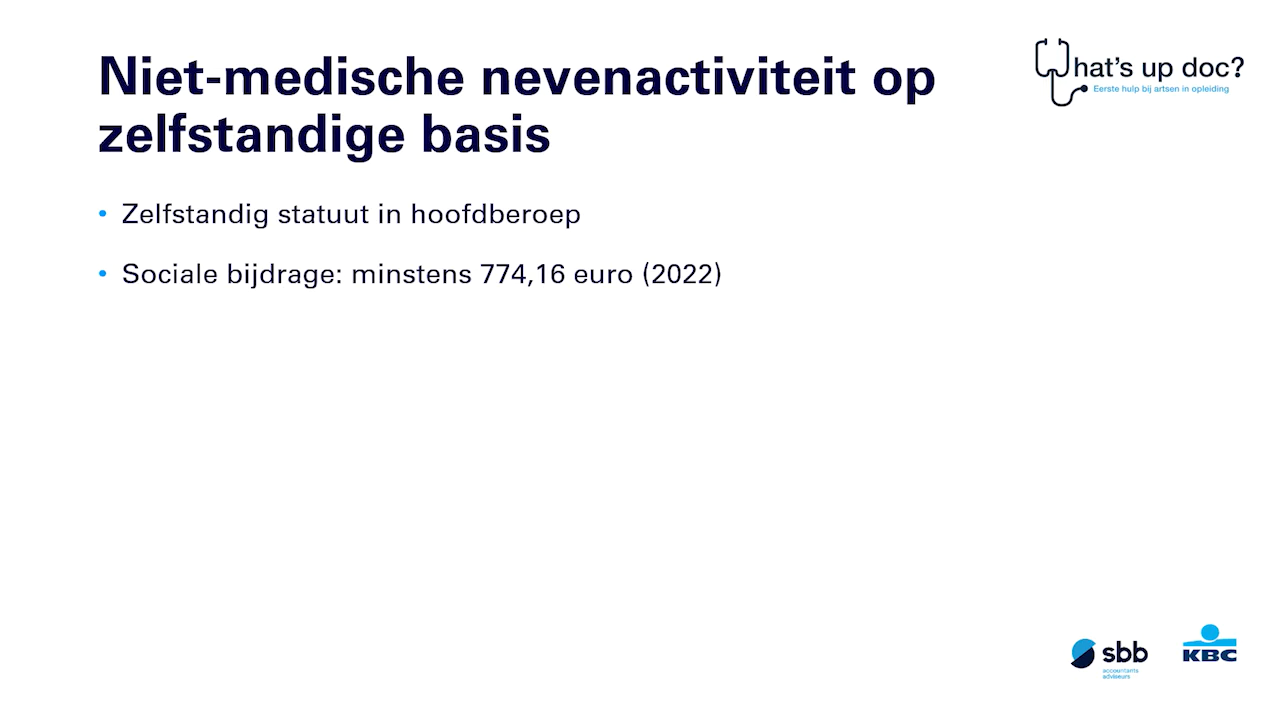 Niet-medische nevenactiviteit op
zelfstandige basis
What's up doc?
Eerste hulp bij artsen in opleiding
• Zelfstandig statuut in hoofdberoep
• Sociale bijdrage: minstens 774,16 euro (2022)
sbb
accountants
adviseurs
KBC